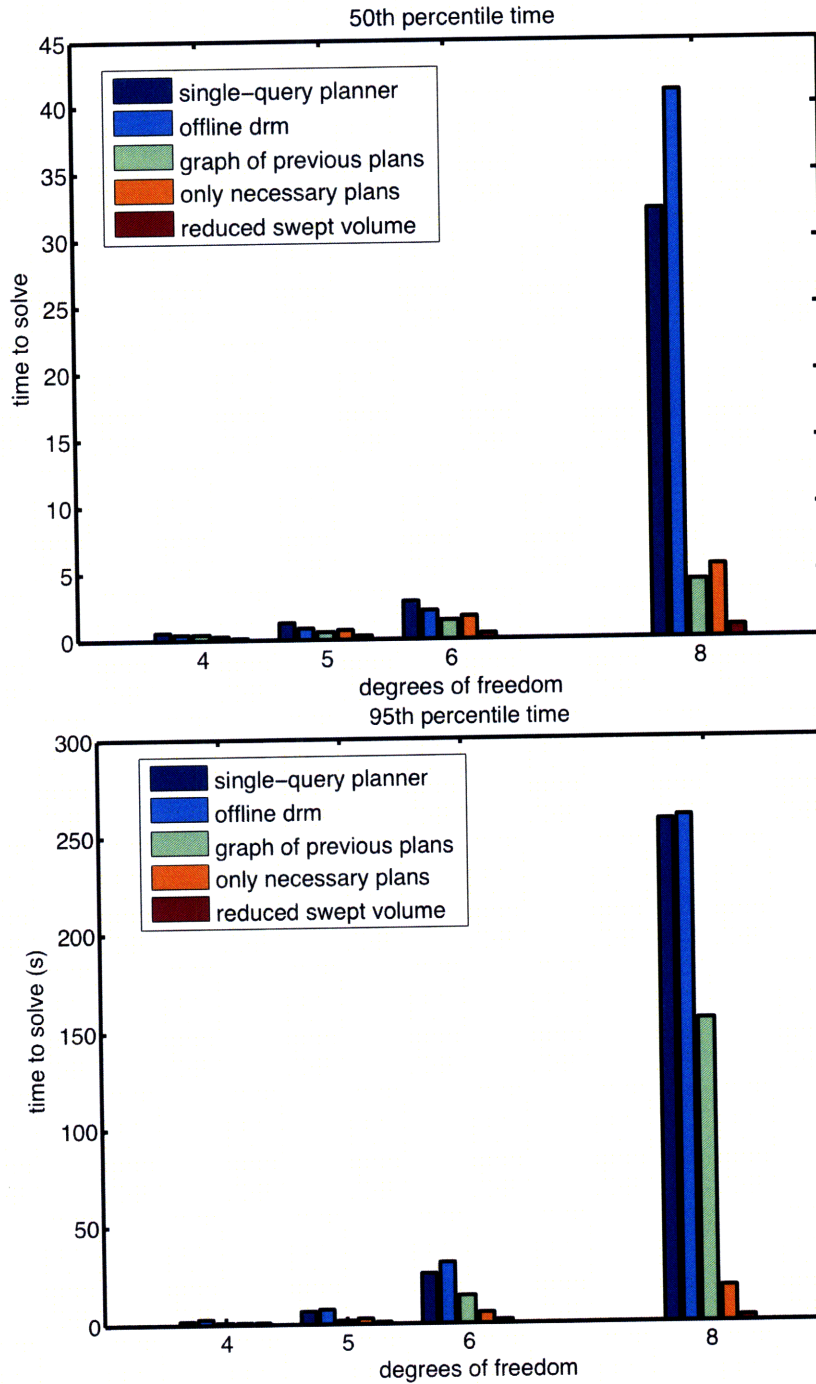 50th percentile time
45
40
35
30
25
20
15
10
5
0
time to solve
single-query planner
offline drm
graph of previous plans
only necessary plans
reduced swept volume
4 5 6 8
degrees of freedom
95th percentile time
300
250
200
150
100
50
0
time to solve (s)
single-query planner
offline drm
graph of previous plans
only necessary plans
reduced swept volume
4 5 6 8
degrees of freedom